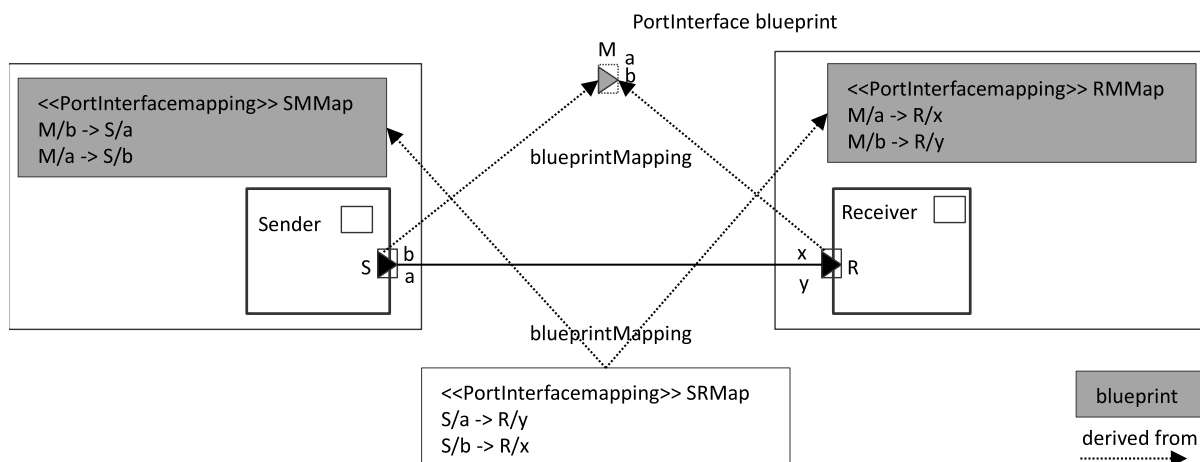 PortInterface blueprint
M
a
b
<<PortInterfacemapping>> SMMap
M/b -> S/a
M/a -> S/b
<<PortInterfacemapping>> RMMap
M/a -> R/x
M/b -> R/y
blueprintMapping
Sender
Receiver
S
b
a
x
y
R
blueprintMapping
<<PortInterfacemapping>> SRMap
S/a -> R/y
S/b -> R/x
blueprint
derived from